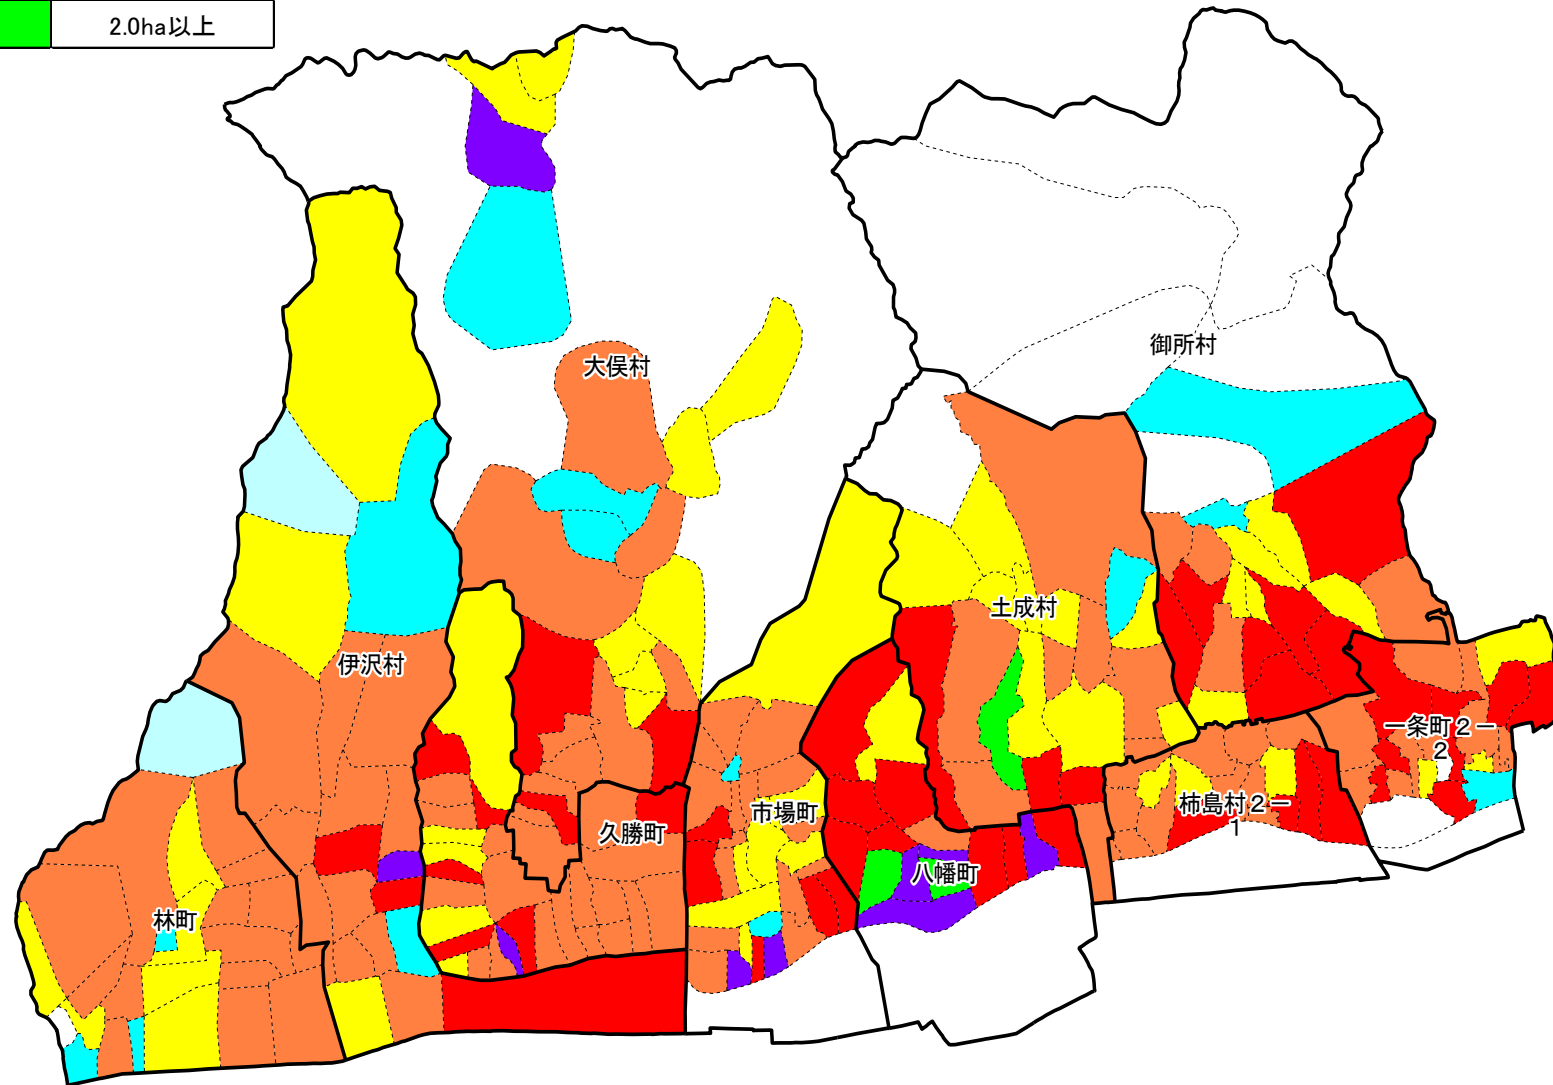 2.0ha以上
御所村
大俣村
土成村
伊沢村
一条町2-
2
柿島村2-
1
市場町
久勝町
八幡町
林町